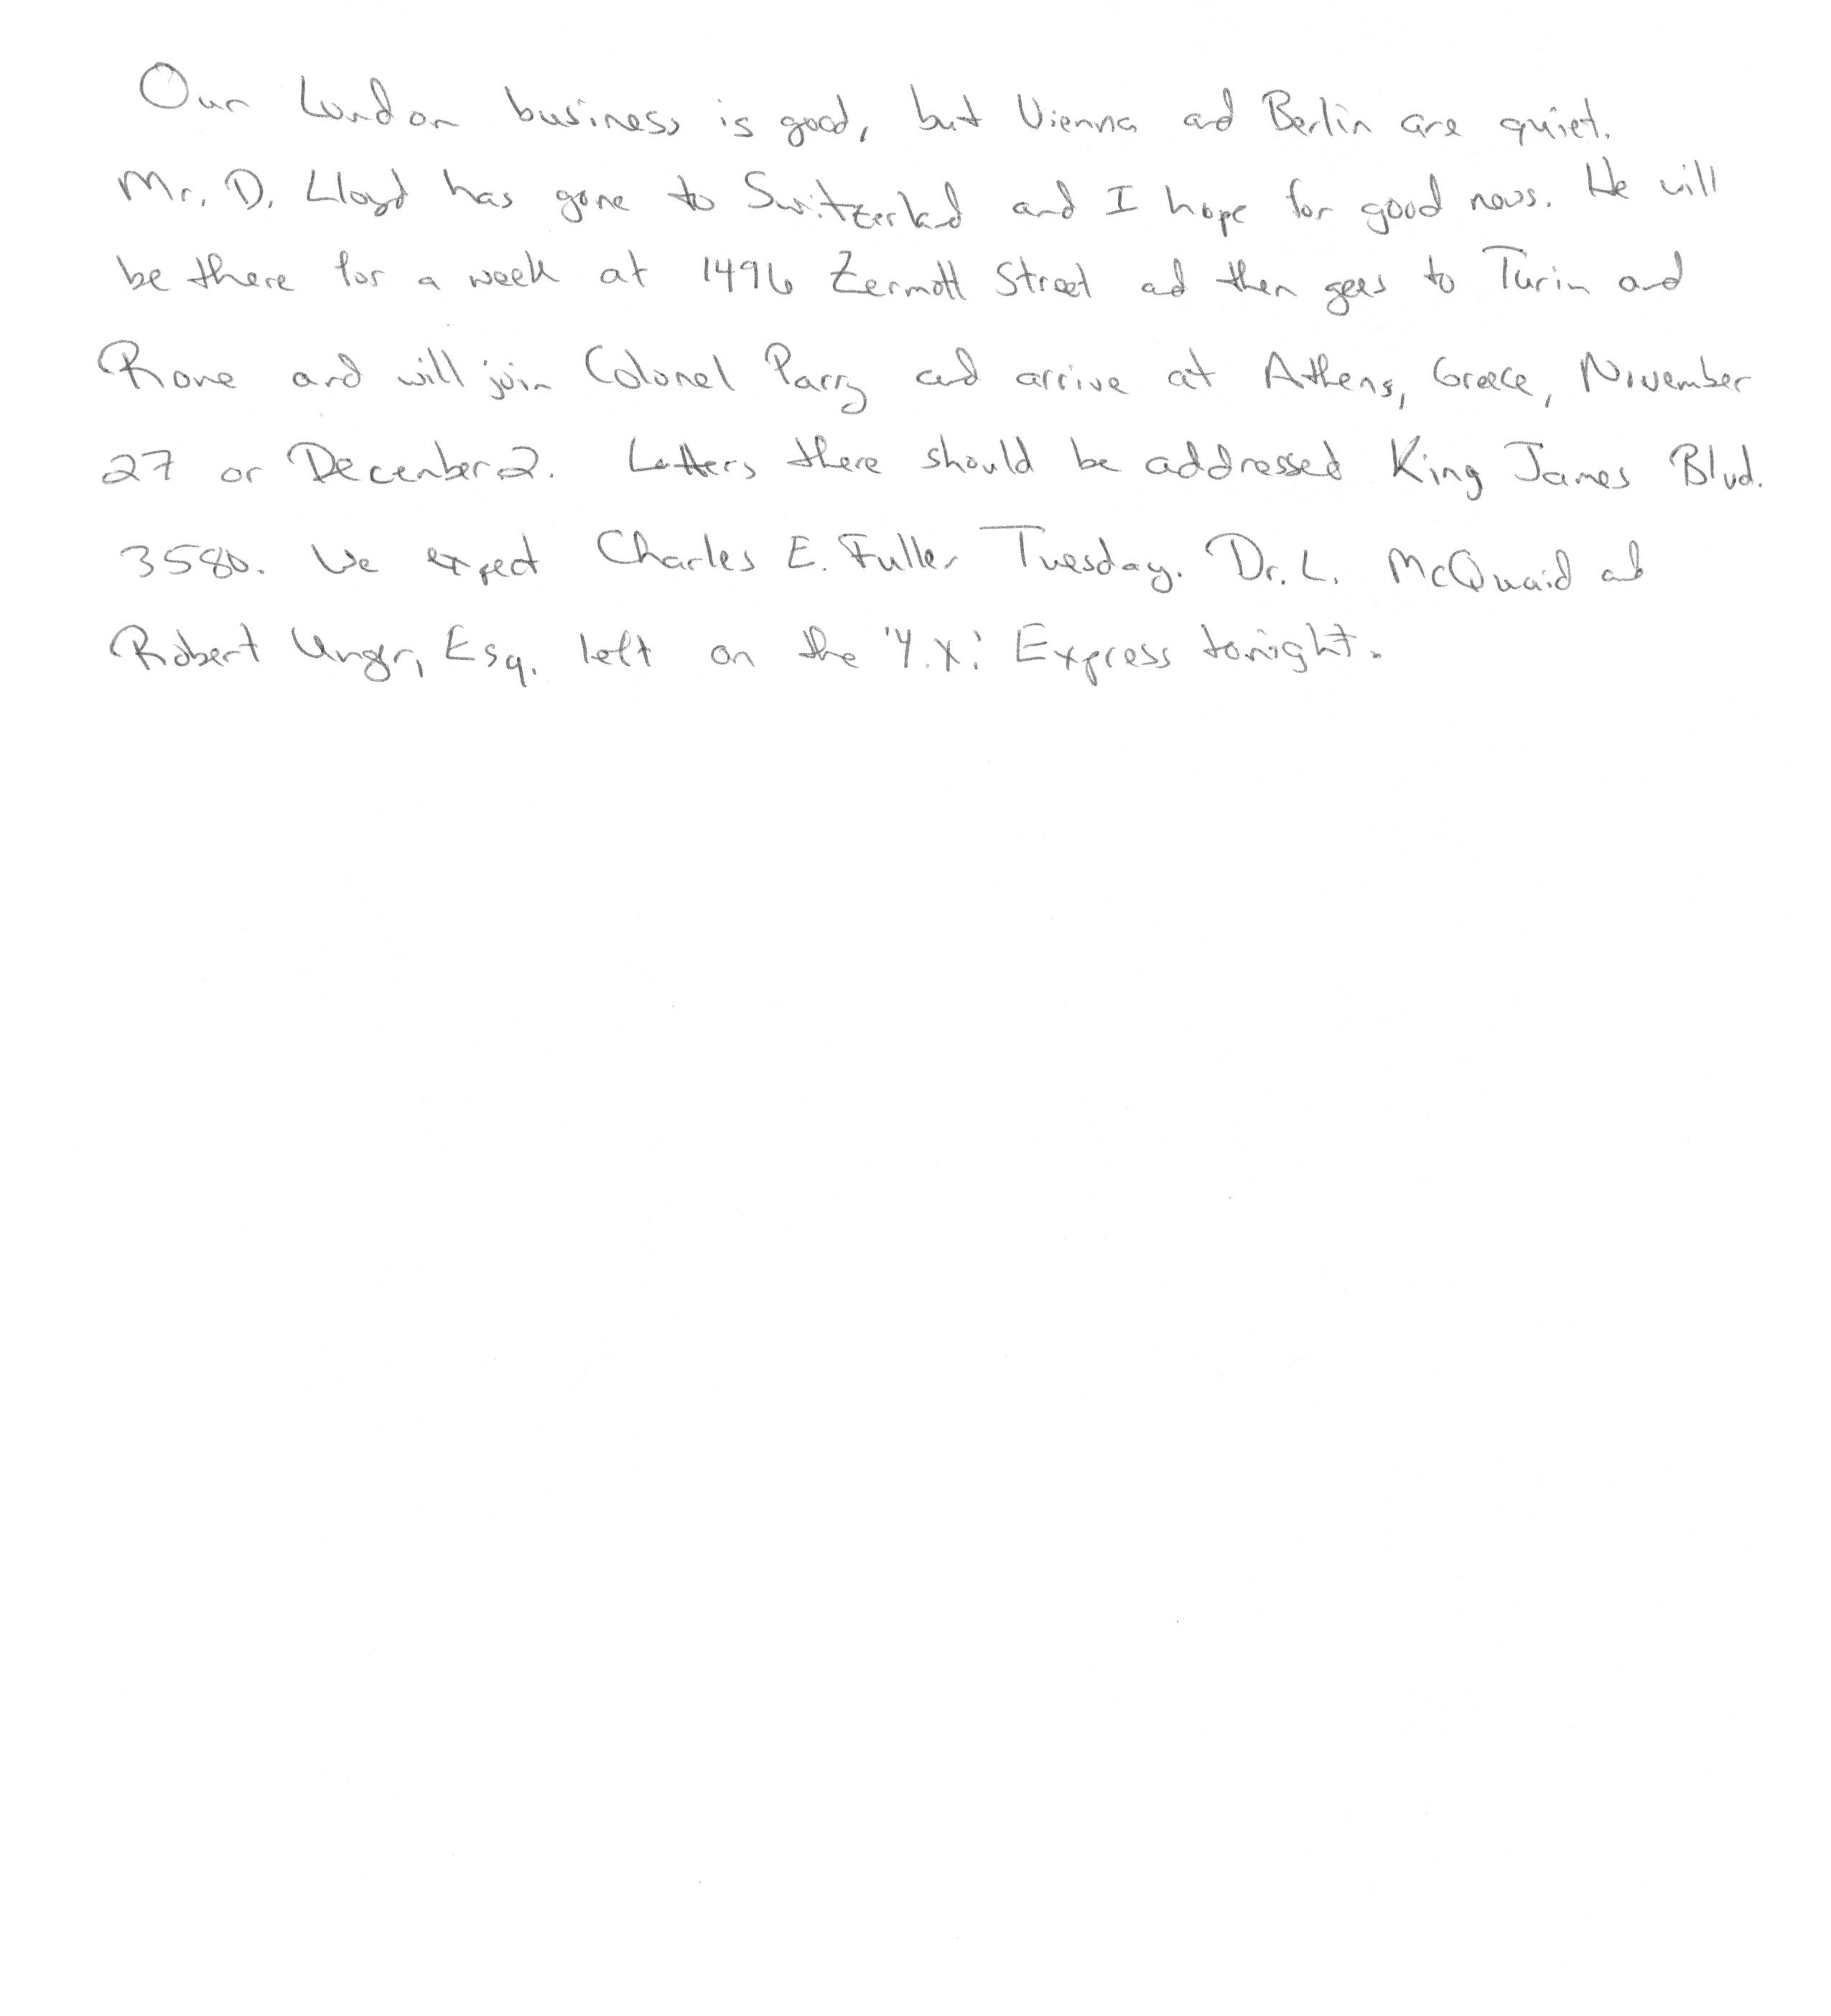 Our London business is good, but Vienna and Berlin are quiet.
Mr. D. Lloyd has gone to Switzerland and I hope for good news. He will
be there for a week at 1496 Zermott Street and then goes to Turin and
Rome and will join Colonel Parry and arrive at Athens, Greece, November
27 or December 2. Letters there should be addressed King James Blvd.
3580. We expect Charles E. Fuller Tuesday. Dr. L. McQuaid and
Robert Unger, Esq. left on the 'Y.X.' Express tonight.